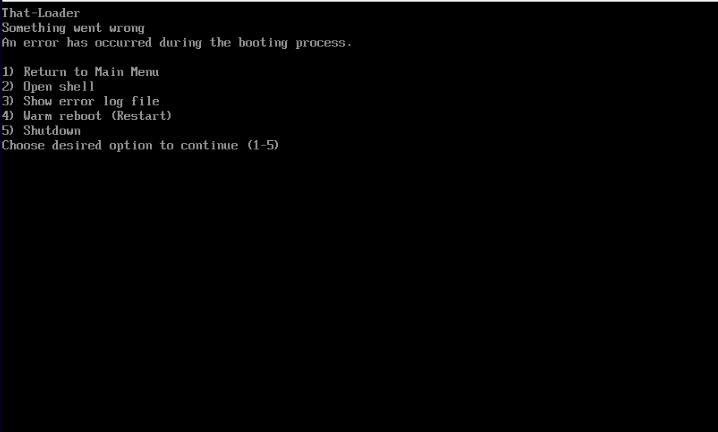 That-Loader
Something went wrong
An error has occurred during the booting process.
1) Return to Main Menu
2) Open shell
3) Show error log file
4) Warm reboot (Restart)
5) Shutdown
Choose desired option to continue (1-5)